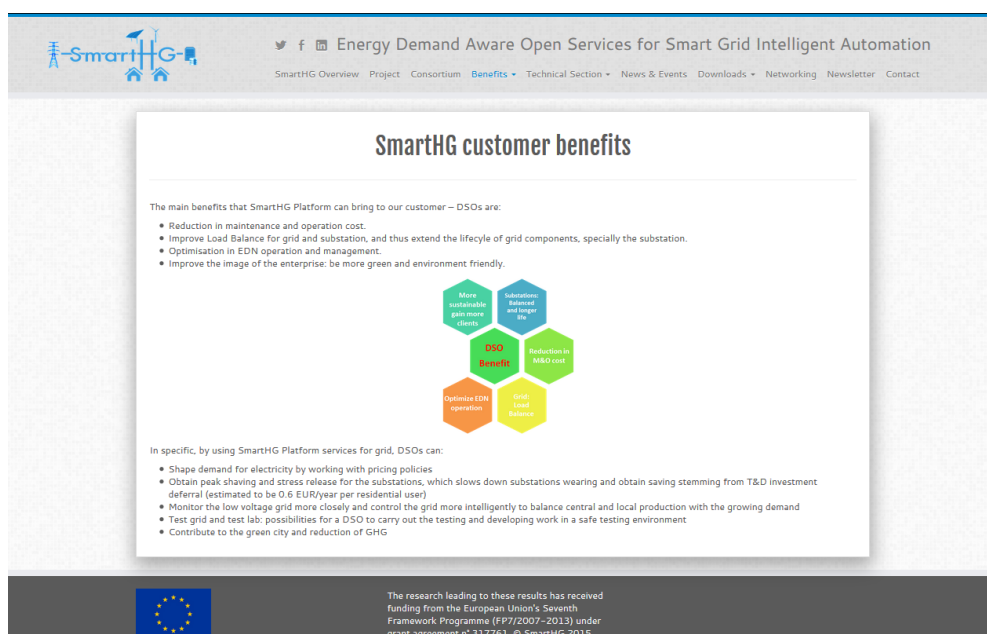 SmartHG
Energy Demand Aware Open Services for Smart Grid Intelligent Automation
SmartHG Overview Project Consortium Benefits Technical Section News & Events Downloads Networking Newsletter Contact
SmartHG customer benefits
The main benefits that SmartHG Platform can bring to our customer – DSOs are:
Reduction in maintenance and operation cost.
Improve Load Balance for grid and substation, and thus extend the lifecyle of grid components, specially the substation.
Optimisation in EDN operation and management.
Improve the image of the enterprise: be more green and environment friendly.
More
sustainable
gain more
clients
Substations:
Balanced
and longer
life
DSO
Benefit
Reduction in
M&O cost
Optimize EDN
operation
Grid:
Load
Balance
In specific, by using SmartHG Platform services for grid, DSOs can:
Shape demand for electricity by working with pricing policies
Obtain peak shaving and stress release for the substations, which slows down substations wearing and obtain saving stemming from T&D investment
deferral (estimated to be 0.6 EUR/year per residential user)
Monitor the low voltage grid more closely and control the grid more intelligently to balance central and local production with the growing demand
Test grid and test lab: possibilities for a DSO to carry out the testing and developing work in a safe testing environment
Contribute to the green city and reduction of GHG
The research leading to these results has received
funding from the European Union's Seventh
Framework Programme (FP7/2007-2013) under
grant agreement n° 317761. © SmartHG 2015